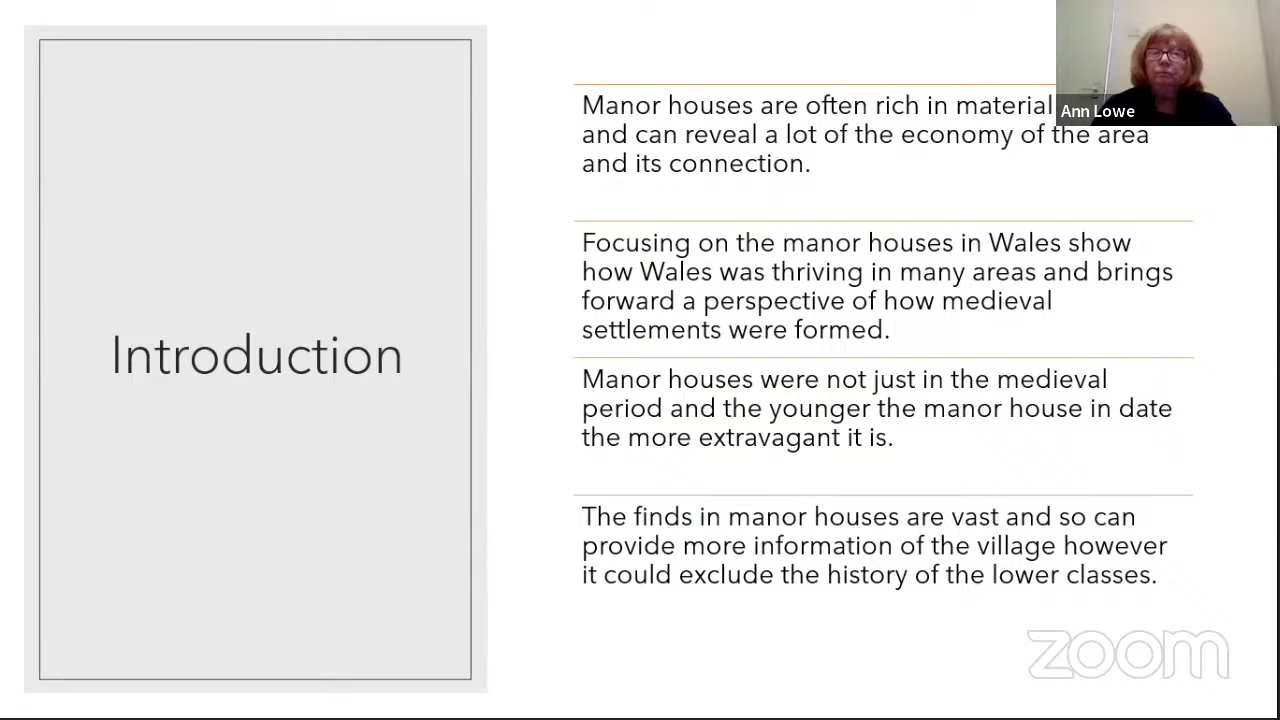 Introduction
Manor houses are often rich in material
and can reveal a lot of the economy of the area
and its connection.
Focusing on the manor houses in Wales show
how Wales was thriving in many areas and brings
forward a perspective of how medieval
settlements were formed.
Manor houses were not just in the medieval
period and the younger the manor house in date
the more extravagant it is.
The finds in manor houses are vast and so can
provide more information of the village however
it could exclude the history of the lower classes.
Ann Lowe
zoom